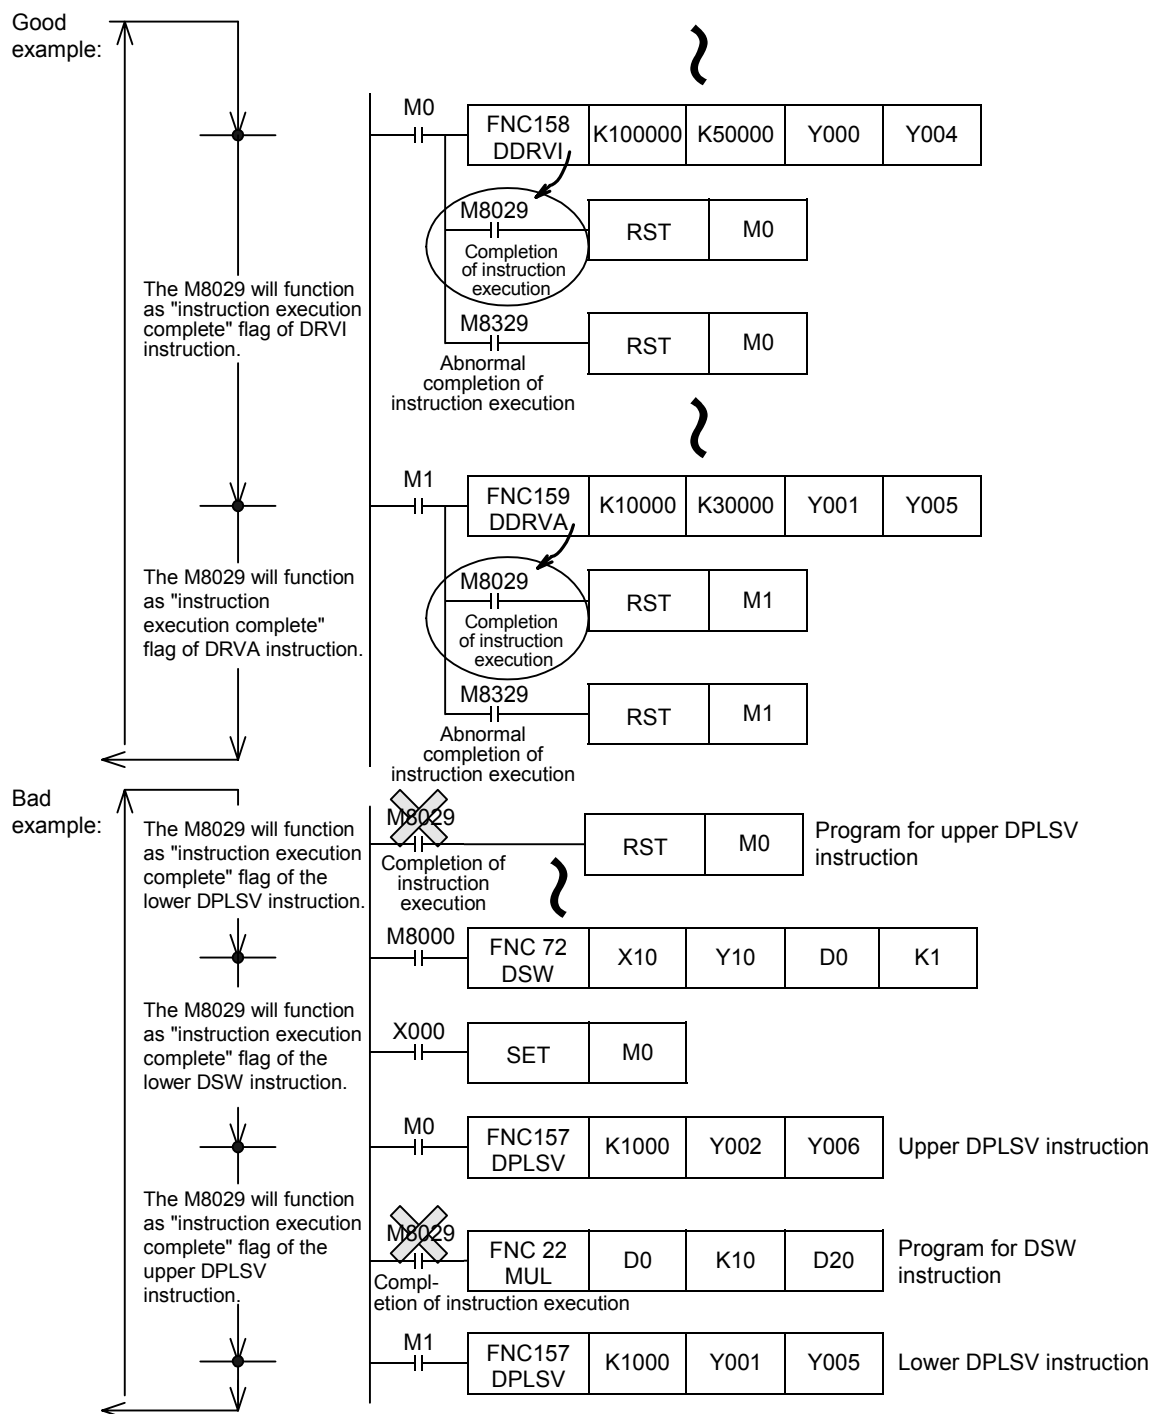 Good
example:
M0
FNC158
DDRVI
K100000
K50000
Y000
Y004
M8029
Completion
of instruction
execution
RST
M0
The M8029 will function
as "instruction execution
complete" flag of DRVI
instruction.
M8329
Abnormal
completion of
instruction execution
RST
M0
M1
FNC159
DDRVA
K10000
K30000
Y001
Y005
The M8029 will function
as "instruction
execution complete"
flag of DRVA instruction.
M8029
Completion
of instruction
execution
RST
M1
M8329
Abnormal
completion of
instruction execution
RST
M1
Bad
example:
The M8029 will function
as "instruction execution
complete" flag of the
lower DPLSV instruction.
M8029
Completion of
instruction
execution
RST
M0
Program for upper DPLSV
instruction
M8000
FNC 72
DSW
X10
Y10
D0
K1
The M8029 will function
as "instruction execution
complete" flag of the
lower DSW instruction.
X000
SET
M0
M0
FNC157
DPLSV
K1000
Y002
Y006
Upper DPLSV instruction
The M8029 will function
as "instruction execution
complete" flag of the
upper DPLSV
instruction.
M8029
Compl-
etion of instruction execution
FNC 22
MUL
D0
K10
D20
Program for DSW
instruction
M1
FNC157
DPLSV
K1000
Y001
Y005
Lower DPLSV instruction